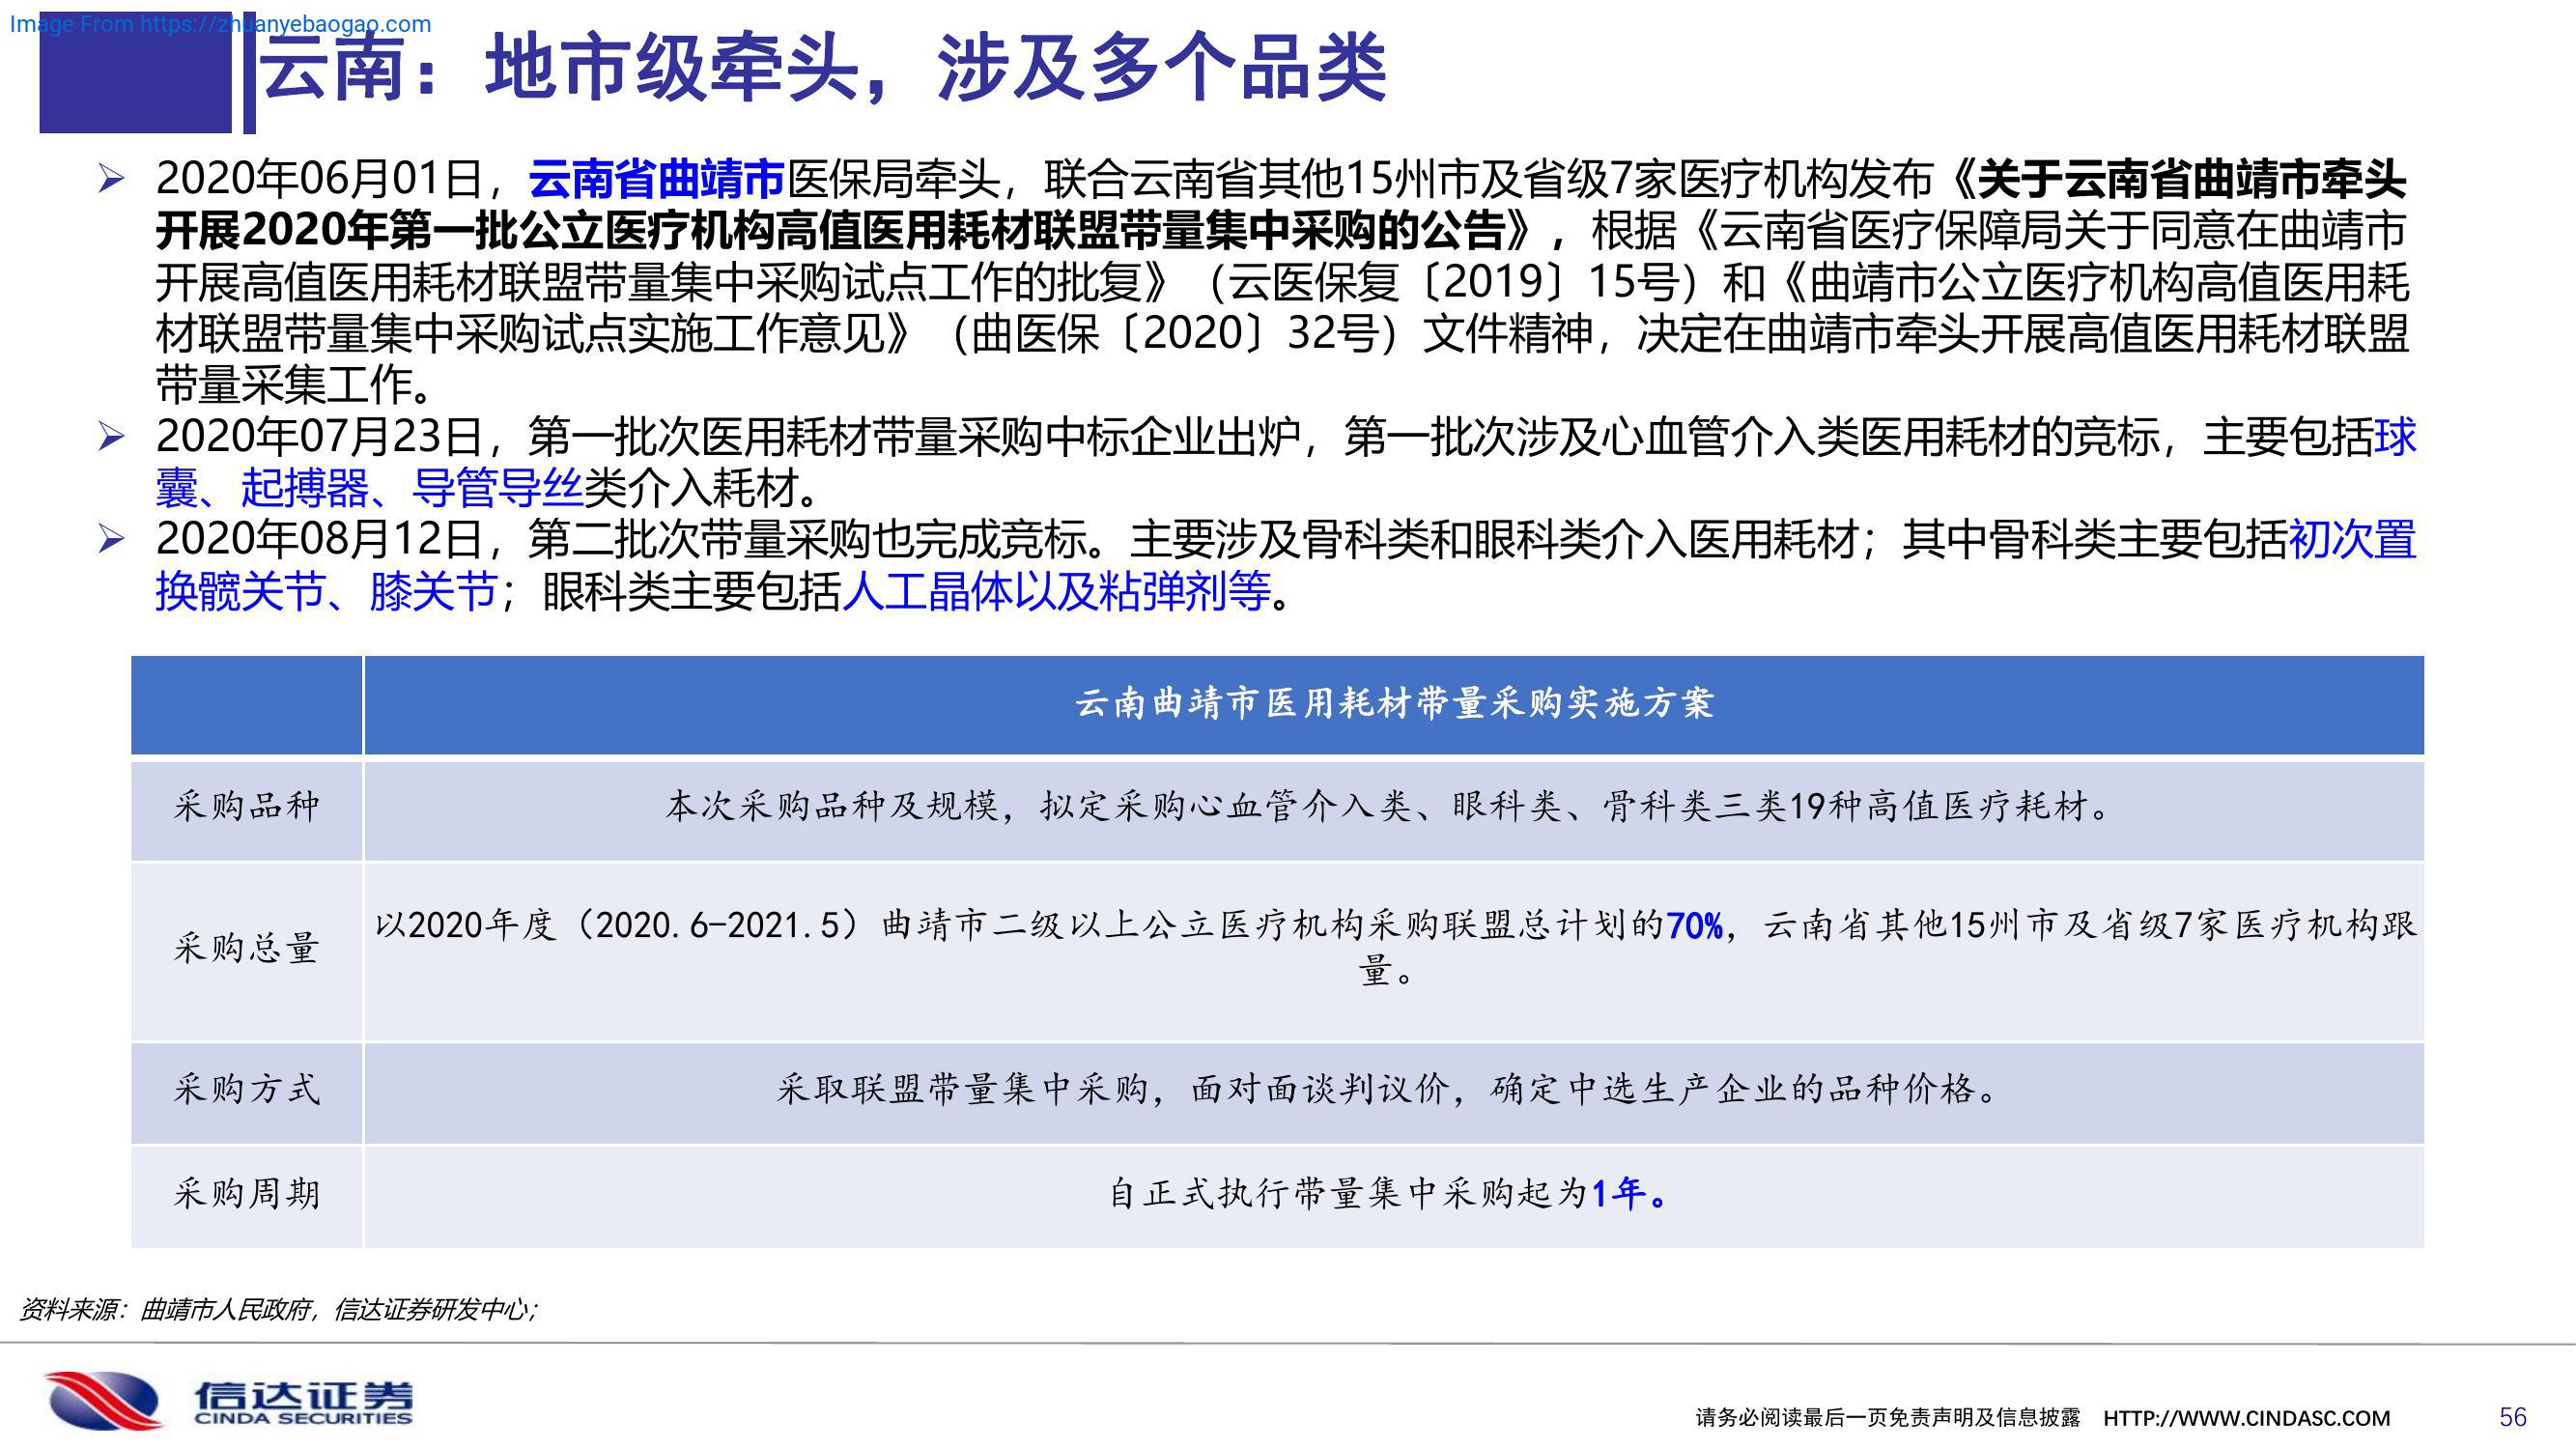 Image From https://zhuanyebaogao.com
云南：地市级牵头，涉及多个品类
➢ 2020年06月01日，云南省曲靖市医保局牵头，联合云南省其他15州市及省级7家医疗机构发布《关于云南省曲靖市牵头
开展2020年第一批公立医疗机构高值医用耗材联盟带量集中采购的公告》，根据《云南省医疗保障局关于同意在曲靖市
开展高值医用耗材联盟带量集中采购试点工作的批复》（云医保复〔2019〕15号）和《曲靖市公立医疗机构高值医用耗
材联盟带量集中采购试点实施工作意见》（曲医保〔2020〕32号）文件精神，决定在曲靖市牵头开展高值医用耗材联盟
带量采集工作。
➢ 2020年07月23日，第一批次医用耗材带量采购中标企业出炉，第一批次涉及心血管介入类医用耗材的竞标，主要包括球
囊、起搏器、导管导丝类介入耗材。
➢ 2020年08月12日，第二批次带量采购也完成竞标。主要涉及骨科类和眼科类介入医用耗材；其中骨科类主要包括初次置
换髋关节、膝关节；眼科类主要包括人工晶体以及粘弹剂等。
云南曲靖市医用耗材带量采购实施方案
采购品种 本次采购品种及规模，拟定采购心血管介入类、眼科类、骨科类三类19种高值医疗耗材。
采购总量 以2020年度（2020.6-2021.5）曲靖市二级以上公立医疗机构采购联盟总计划的70%，云南省其他15州市及省级7家医疗机构跟
量。
采购方式 采取联盟带量集中采购，面对面谈判议价，确定中选生产企业的品种价格。
采购周期 自正式执行带量集中采购起为1年。
资料来源：曲靖市人民政府，信达证券研发中心；
信达证券
CINDA SECURITIES
请务必阅读最后一页免责声明及信息披露 HTTP://WWW.CINDASC.COM 56